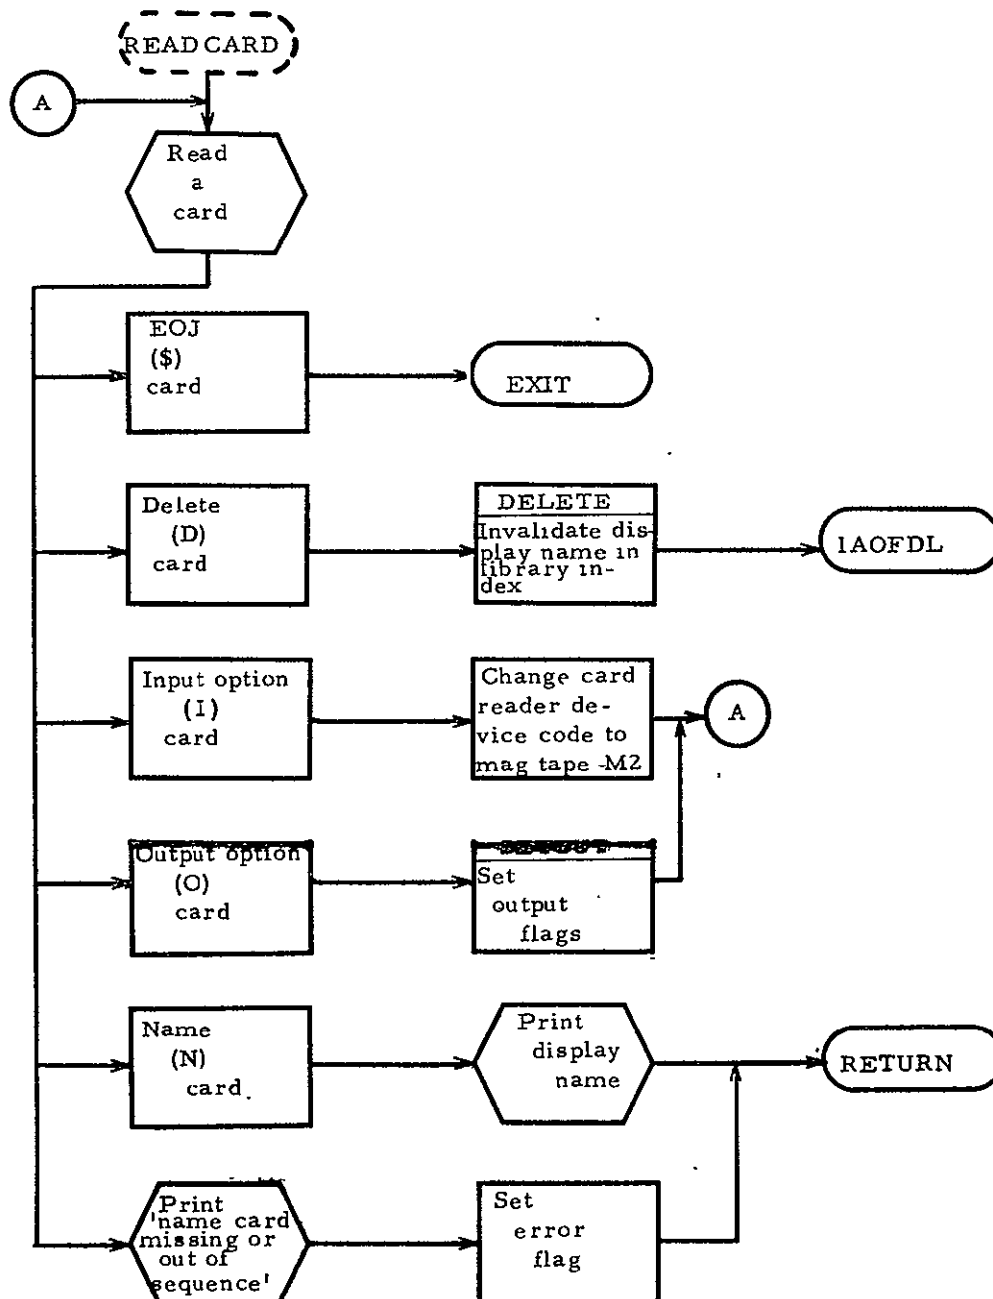 READ CARD
A
Read
a
card
EOJ
($)
card
EXIT
Delete
(D)
card
DELETE
Invalidate dis-
play name in
library in-
dex
IAOFDL
Input option
(I)
card
Change card
reader de-
vice code to
mag tape -M2
A
Output option
(O)
card
Set
output
flags
Name
(N)
card
Print
display
name
RETURN
Print
'name card
missing or
out of
sequence'
Set
error
flag